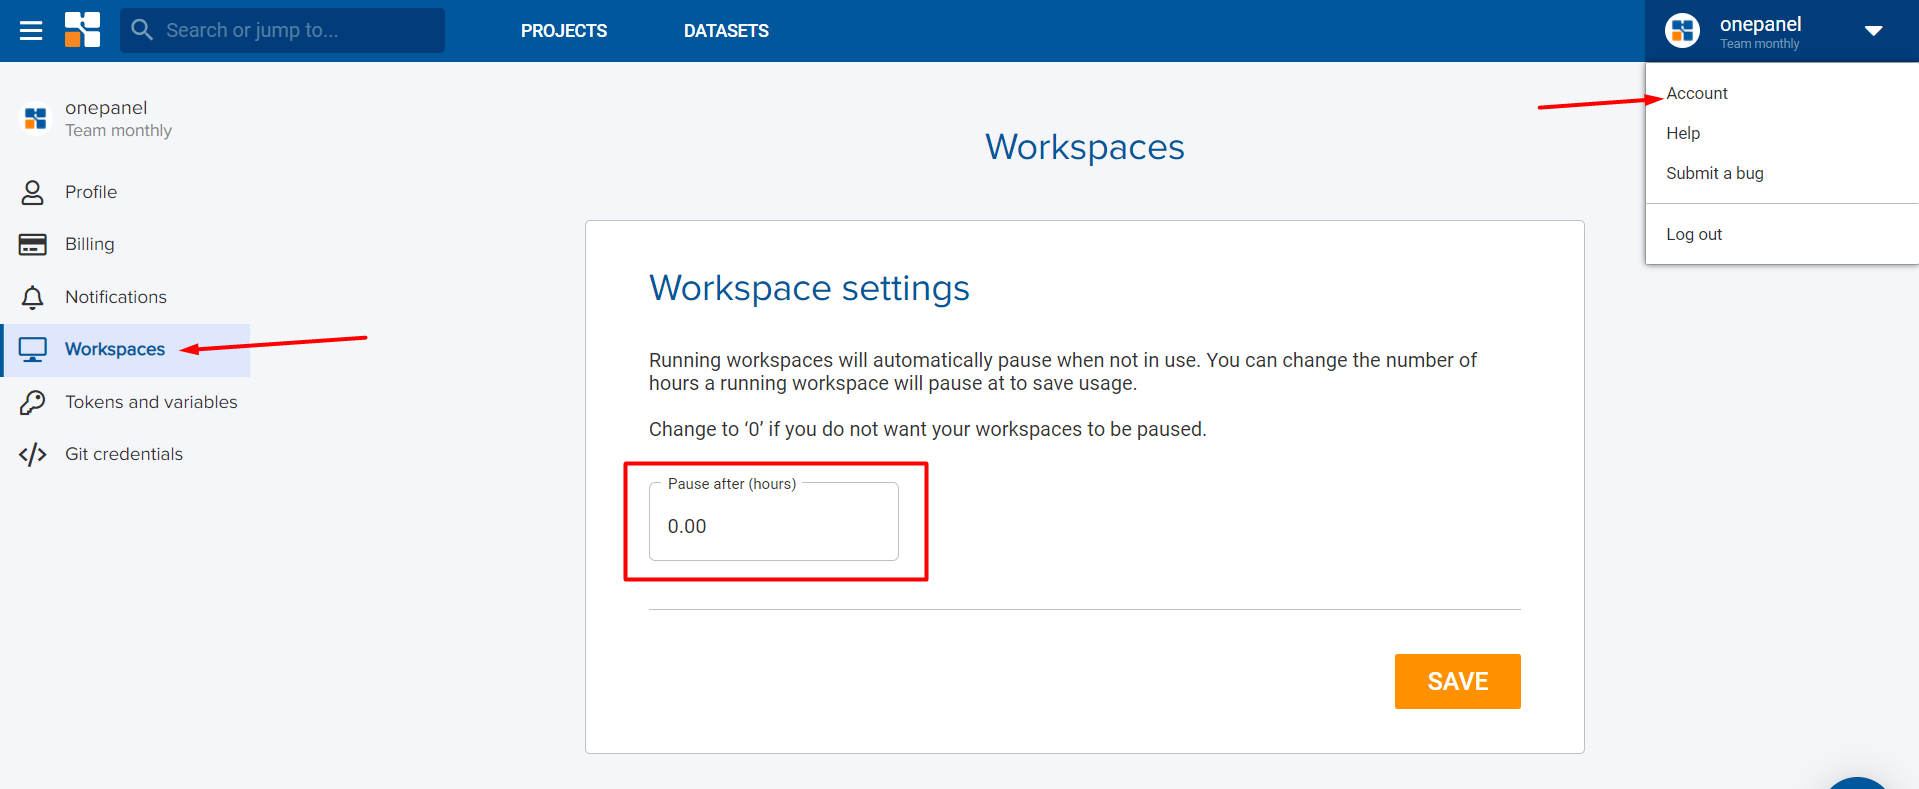 Search or jump to...
PROJECTS
DATASETS
onepanel
Team monthly
Account
Help
Submit a bug
Log out
onepanel
Team monthly
Profile
Billing
Notifications
Workspaces
Tokens and variables
Git credentials
Workspaces
Workspace settings
Running workspaces will automatically pause when not in use. You can change the number of
hours a running workspace will pause at to save usage.
Change to ‘0’ if you do not want your workspaces to be paused.
Pause after (hours)
0.00
SAVE